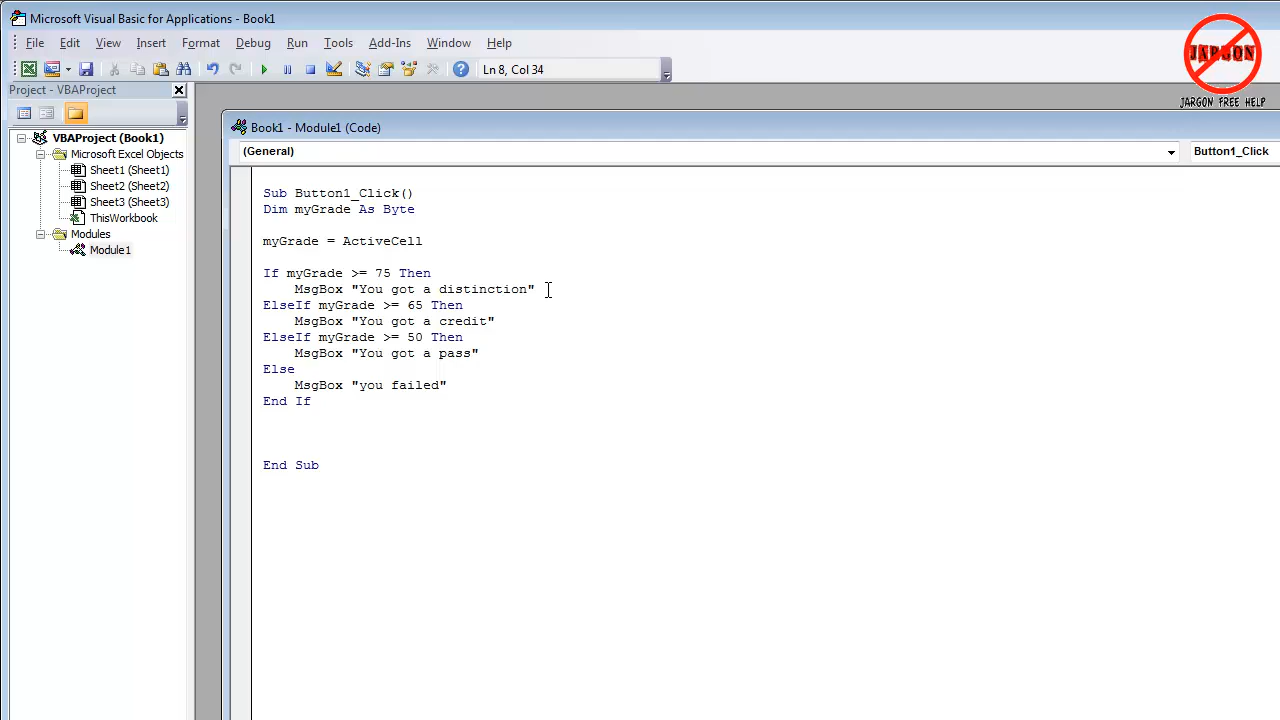 Microsoft Visual Basic for Applications - Book1
File Edit View Insert Format Debug Run Tools Add-Ins Window Help
Ln 8, Col 34
JARGON
JARGON FREE HELP
Project - VBAProject
VBAProject (Book1)
Microsoft Excel Objects
Sheet1 (Sheet1)
Sheet2 (Sheet2)
Sheet3 (Sheet3)
ThisWorkbook
Modules
Module1
Book1 - Module1 (Code)
(General) Button1_Click
Sub Button1_Click()
Dim myGrade As Byte
myGrade = ActiveCell
If myGrade >= 75 Then
    MsgBox "You got a distinction"
ElseIf myGrade >= 65 Then
    MsgBox "You got a credit"
ElseIf myGrade >= 50 Then
    MsgBox "You got a pass"
Else
    MsgBox "you failed"
End If
End Sub